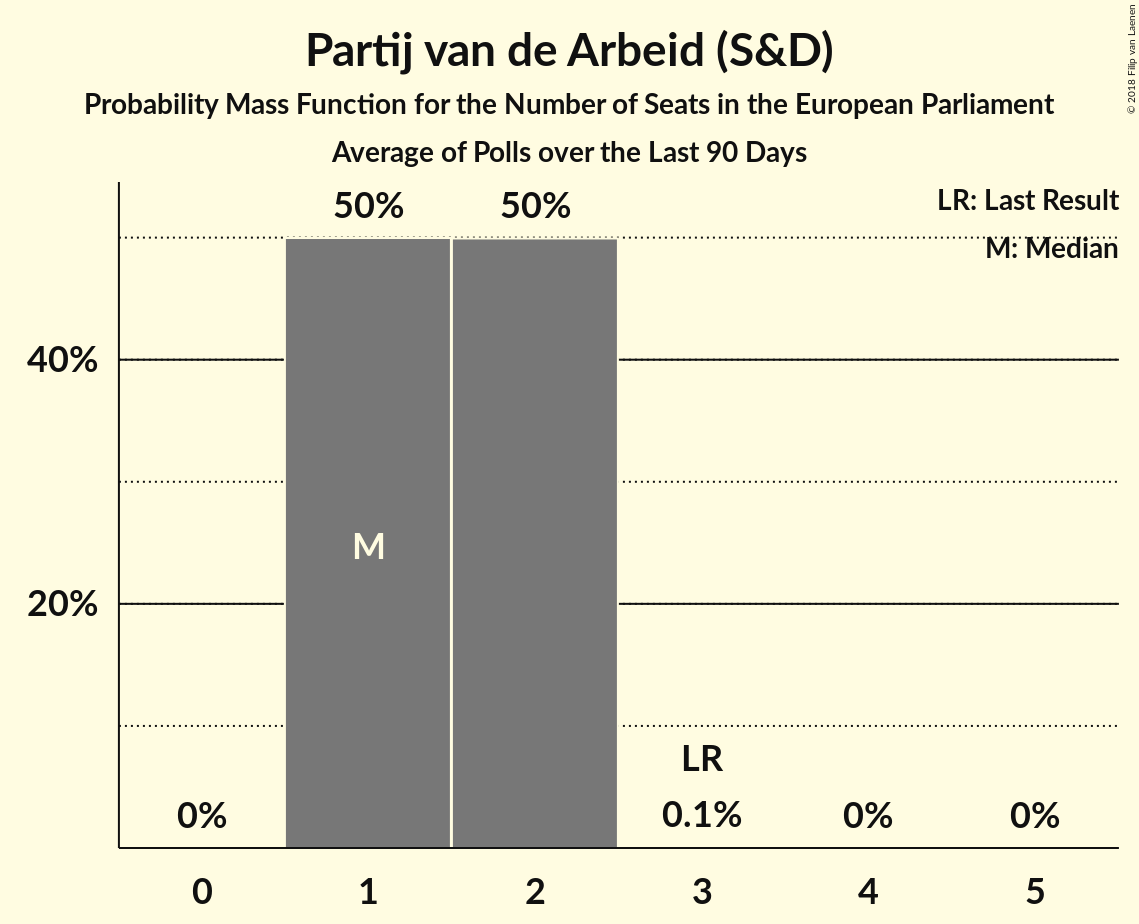 Partij van de Arbeid (S&D)
Probability Mass Function for the Number of Seats in the European Parliament
Average of Polls over the Last 90 Days
© 2018 Filip van Laenen
50% 50%
LR: Last Result
M: Median
40%
M
20%
LR
0% 0.1% 0% 0%
0 1 2 3 4 5